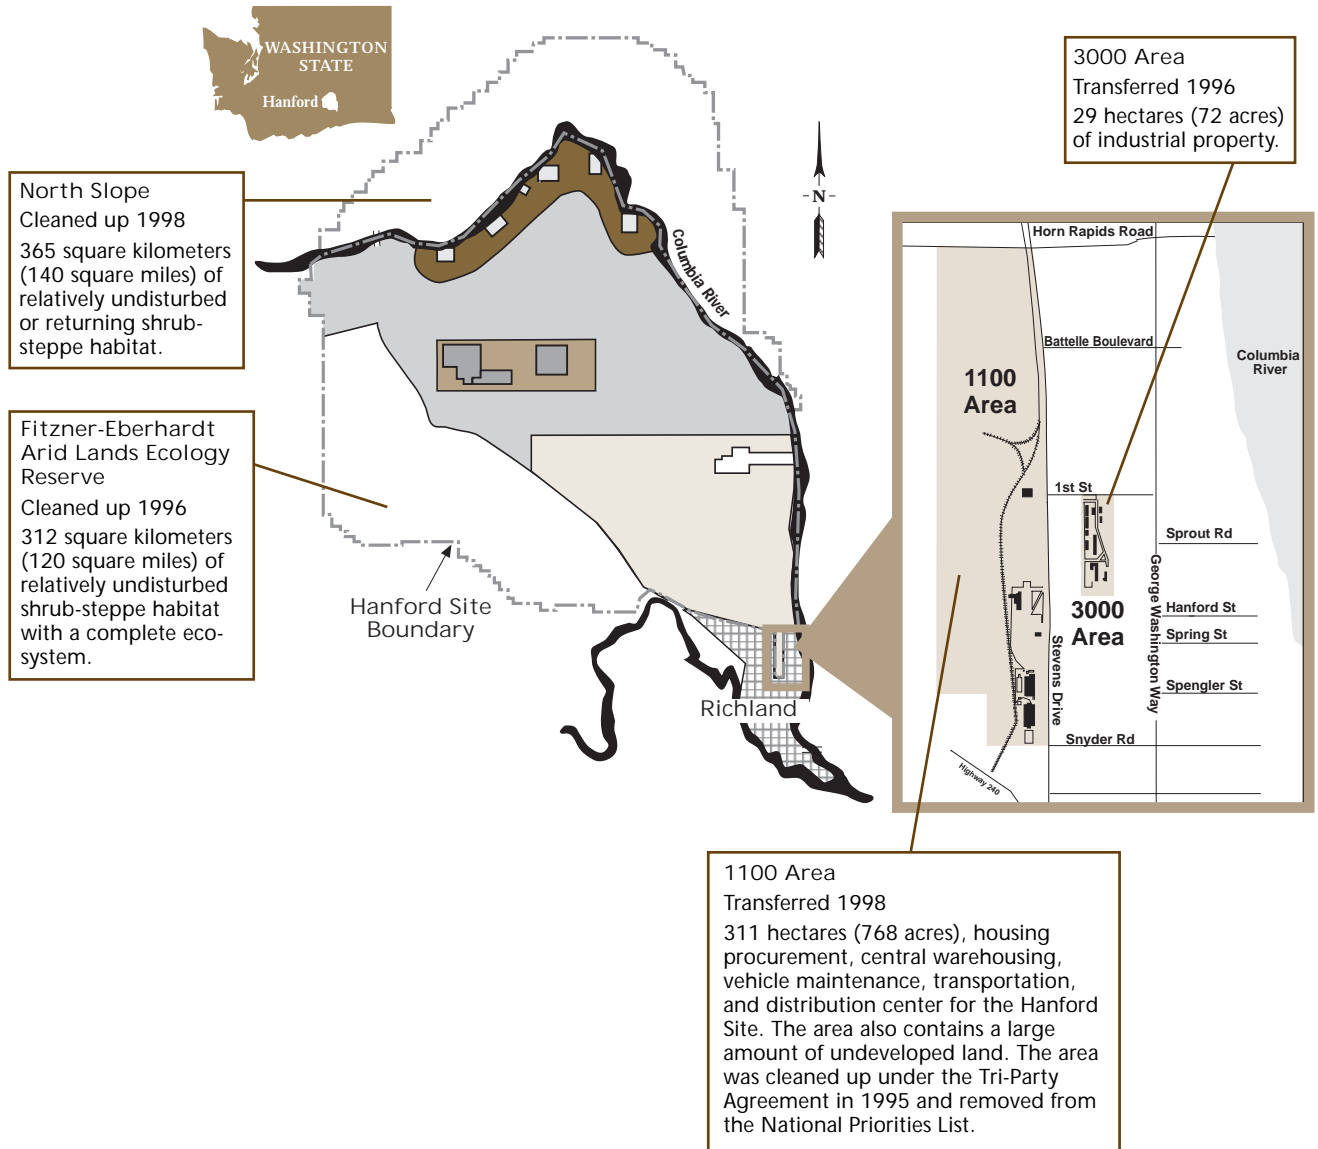 WASHINGTON
STATE
Hanford
3000 Area
Transferred 1996
29 hectares (72 acres)
of industrial property.
North Slope
Cleaned up 1998
365 square kilometers
(140 square miles) of
relatively undisturbed
or returning shrub-
steppe habitat.
N
Columbia River
Fitzner-Eberhardt
Arid Lands Ecology
Reserve
Cleaned up 1996
312 square kilometers
(120 square miles) of
relatively undisturbed
shrub-steppe habitat
with a complete eco-
system.
Hanford Site
Boundary
Richland
Horn Rapids Road
Battelle Boulevard
Columbia
River
1100
Area
1st St
Sprout Rd
George Washington Way
3000
Area
Hanford St
Spring St
Stevens Drive
Spengler St
Snyder Rd
Highway 240
1100 Area
Transferred 1998
311 hectares (768 acres), housing
procurement, central warehousing,
vehicle maintenance, transportation,
and distribution center for the Hanford
Site. The area also contains a large
amount of undeveloped land. The area
was cleaned up under the Tri-Party
Agreement in 1995 and removed from
the National Priorities List.